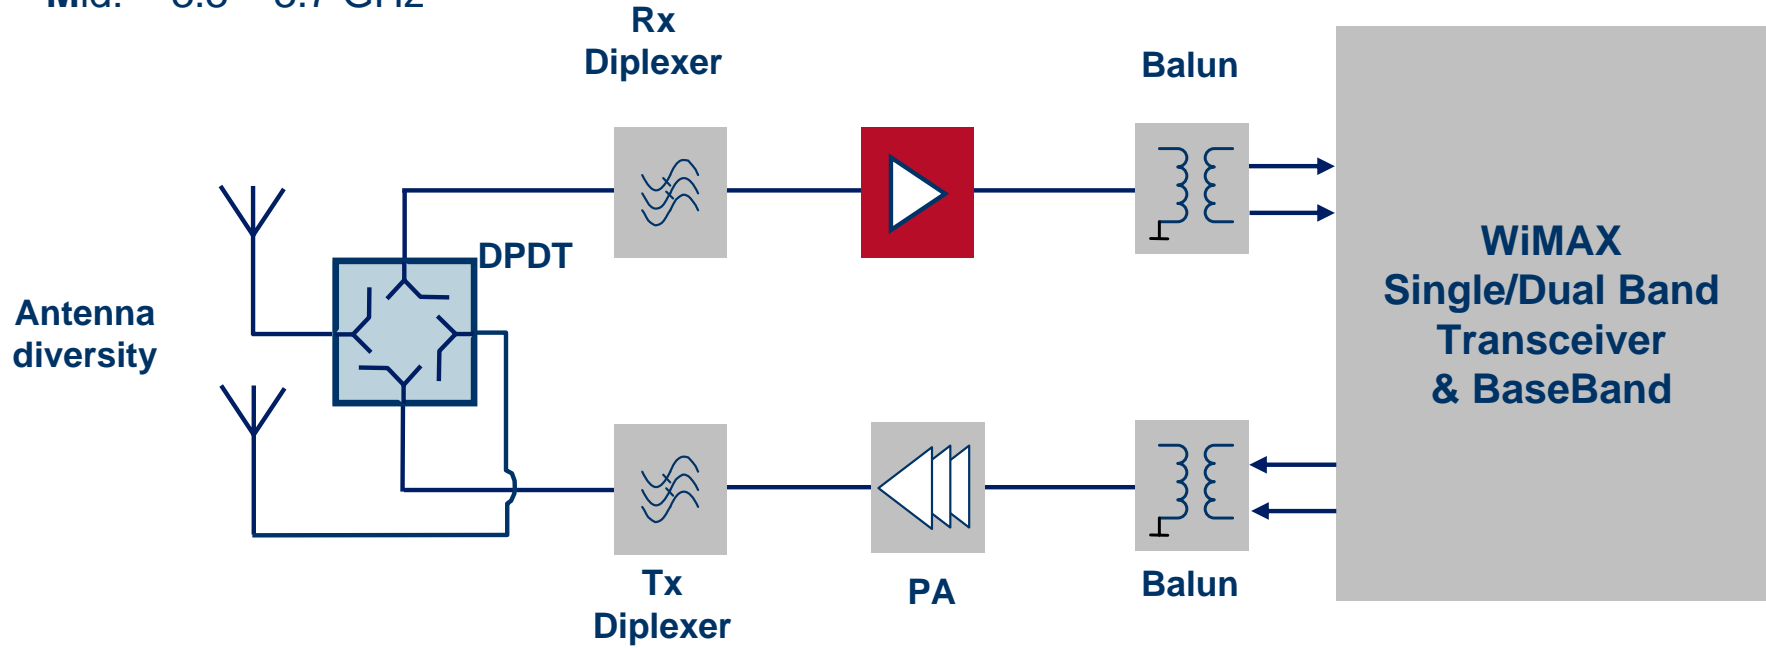 Rx
Diplexer
Balun
DPDT
Antenna
diversity
WiMAX
Single/Dual Band
Transceiver
& BaseBand
Tx
Diplexer
PA
Balun